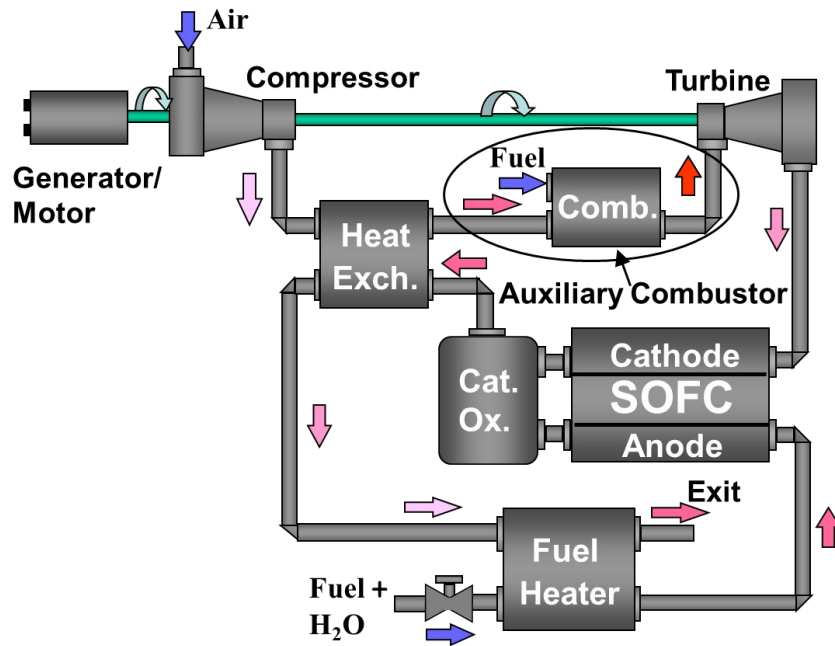 Air
Compressor
Turbine
Generator/
Motor
Fuel
Comb.
Heat
Exch.
Auxiliary Combustor
Cathode
SOFC
Anode
Cat.
Ox.
Exit
Fuel
Heater
Fuel +
H₂O